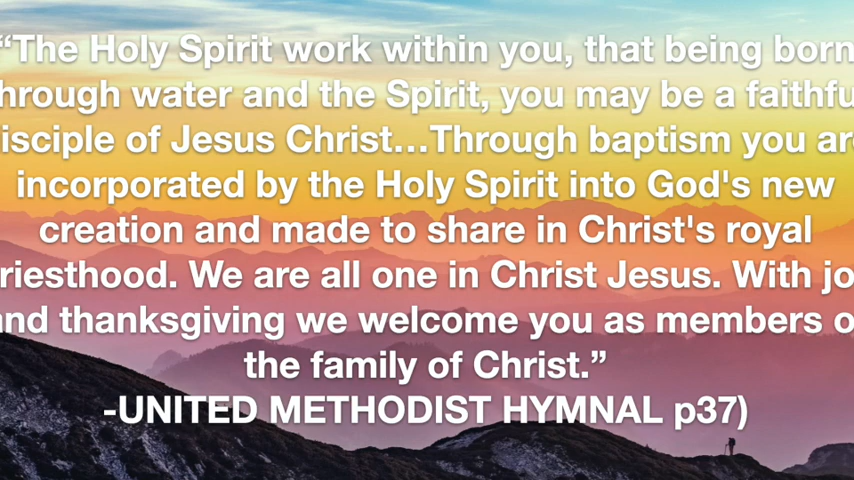 “The Holy Spirit work within you, that being born
hrough water and the Spirit, you may be a faithfu
isciple of Jesus Christ...Through baptism you are
incorporated by the Holy Spirit into God's new
creation and made to share in Christ's royal
riesthood. We are all one in Christ Jesus. With jo
and thanksgiving we welcome you as members o
the family of Christ.”
-UNITED METHODIST HYMNAL p37)